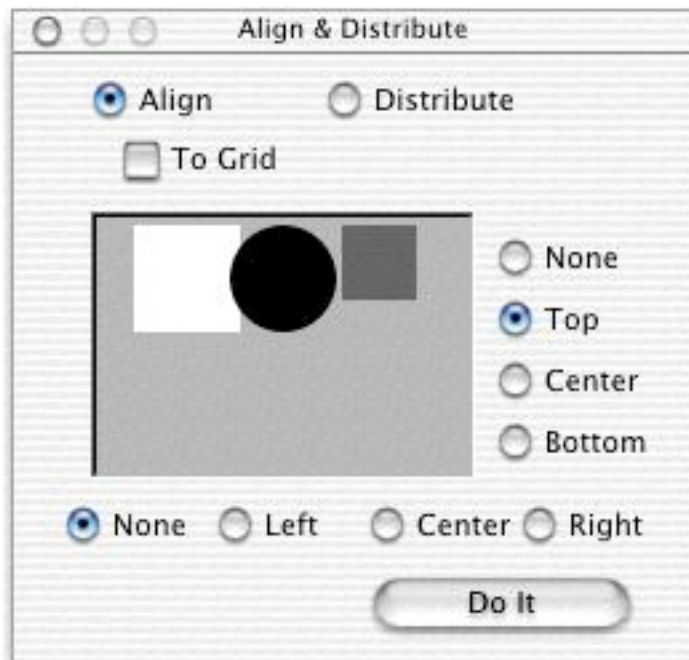 Align & Distribute
Align Distribute
To Grid
None
Top
Center
Bottom
None Left Center Right
Do It